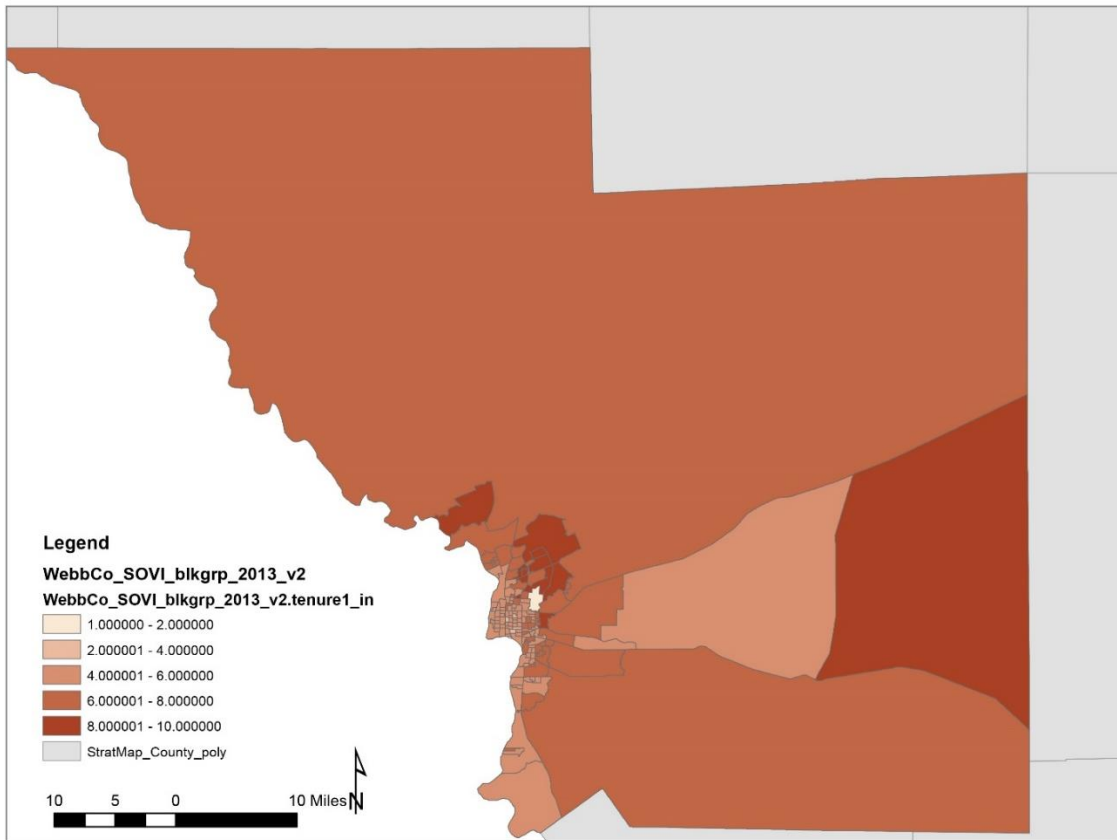 Legend
WebbCo_SOVI_blkgrp_2013_v2
WebbCo_SOVI_blkgrp_2013_v2.tenure1_in
1.000000 - 2.000000
2.000001 - 4.000000
4.000001 - 6.000000
6.000001 - 8.000000
8.000001 - 10.000000
StratMap_County_poly
10 5 0 10 Miles
N